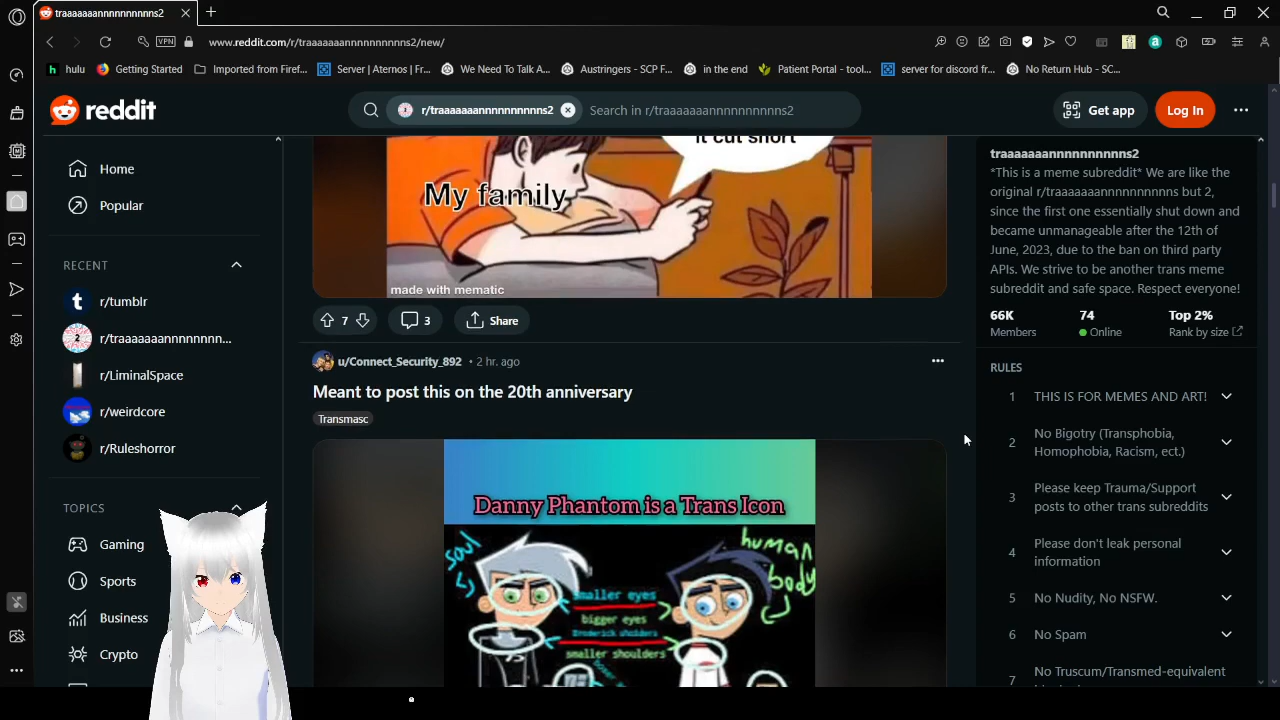 traaaaaaannnnnnnnnns2
www.reddit.com/r/traaaaaaannnnnnnnnns2/new/
VPN
hulu
Getting Started
Imported from Firef...
Server | Aternos | Fr...
We Need To Talk A...
Austringers - SCP F...
in the end
Patient Portal - tool...
server for discord fr...
No Return Hub - SC...
reddit
r/traaaaaaannnnnnnnnns2
Search in r/traaaaaaannnnnnnnnns2
Get app
Log In
Home
Popular
RECENT
r/tumblr
r/traaaaaaannnnnnn...
r/LiminalSpace
r/weirdcore
r/Ruleshorror
TOPICS
Gaming
Sports
Business
Crypto
it cut short
My family
made with mematic
7
3
Share
u/Connect_Security_892 • 2 hr. ago
Meant to post this on the 20th anniversary
Transmasc
Danny Phantom is a Trans Icon
soul
human
body
smaller eyes
bigger eyes
smaller shoulders
traaaaaaannnnnnnnnns2
*This is a meme subreddit* We are like the
original r/traaaaaaannnnnnnnnns but 2,
since the first one essentially shut down and
became unmanageable after the 12th of
June, 2023, due to the ban on third party
APIs. We strive to be another trans meme
subreddit and safe space. Respect everyone!
66K
Members
74
Online
Top 2%
Rank by size
RULES
1 THIS IS FOR MEMES AND ART!
2 No Bigotry (Transphobia,
Homophobia, Racism, ect.)
3 Please keep Trauma/Support
posts to other trans subreddits
4 Please don't leak personal
information
5 No Nudity, No NSFW.
6 No Spam
7 No Truscum/Transmed-equivalent